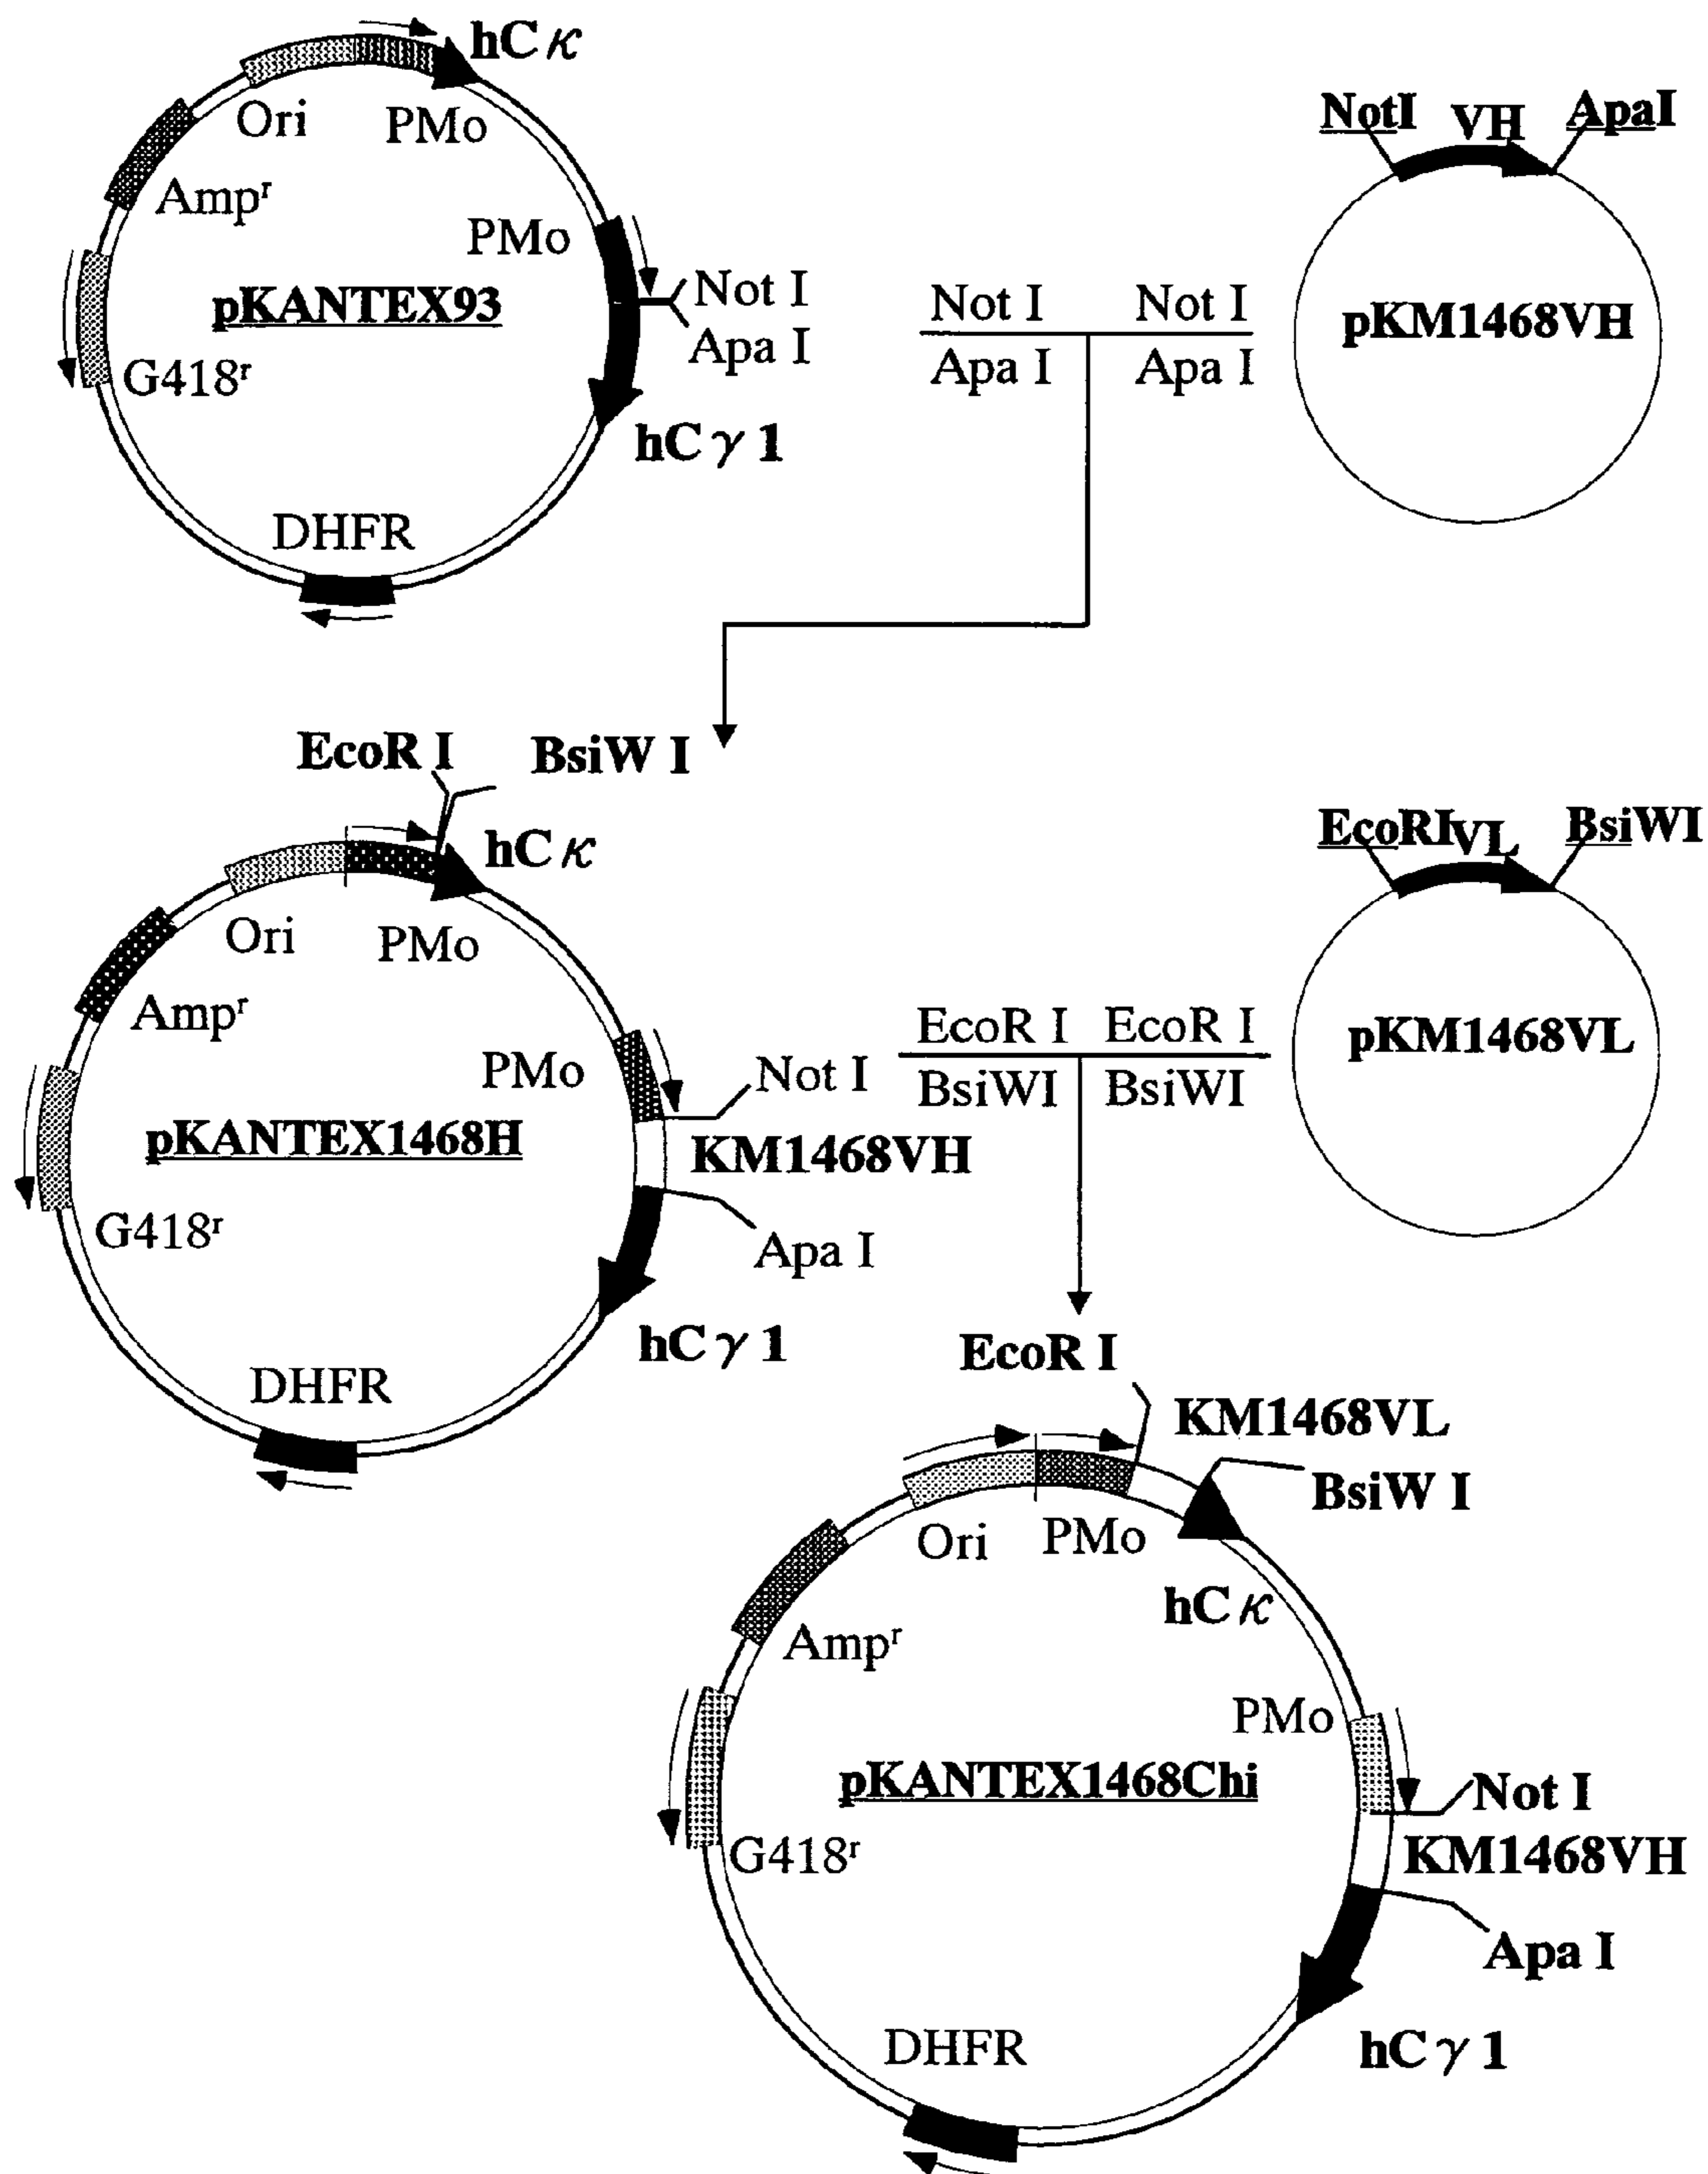 hCκ
Ori
PMo
Ampʳ
PMo
pKANTEX93
Not I
Apa I
G418ʳ
hCγ1
DHFR
NotI
VH
ApaI
pKM1468VH
Not I
Not I
Apa I
Apa I
EcoR I
BsiW I
hCκ
Ori
PMo
Ampʳ
PMo
Not I
pKANTEX1468H
KM1468VH
G418ʳ
Apa I
hCγ1
DHFR
EcoRI
VL
BsiWI
pKM1468VL
EcoR I
EcoR I
BsiWI
BsiWI
EcoR I
KM1468VL
BsiW I
Ori
PMo
hCκ
Ampʳ
PMo
pKANTEX1468Chi
Not I
G418ʳ
KM1468VH
Apa I
DHFR
hCγ1